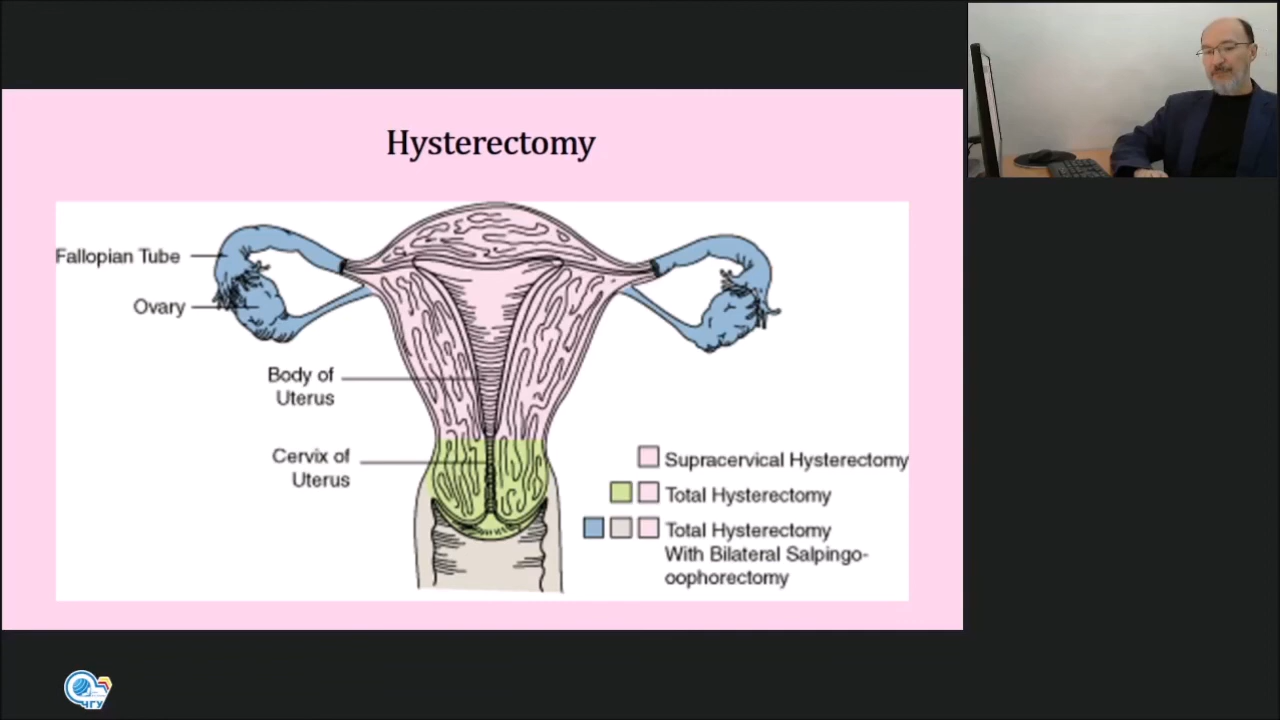 Hysterectomy
Fallopian Tube
Ovary
Body of
Uterus
Cervix of
Uterus
Supracervical Hysterectomy
Total Hysterectomy
Total Hysterectomy
With Bilateral Salpingo-
oophorectomy
ЧГУ